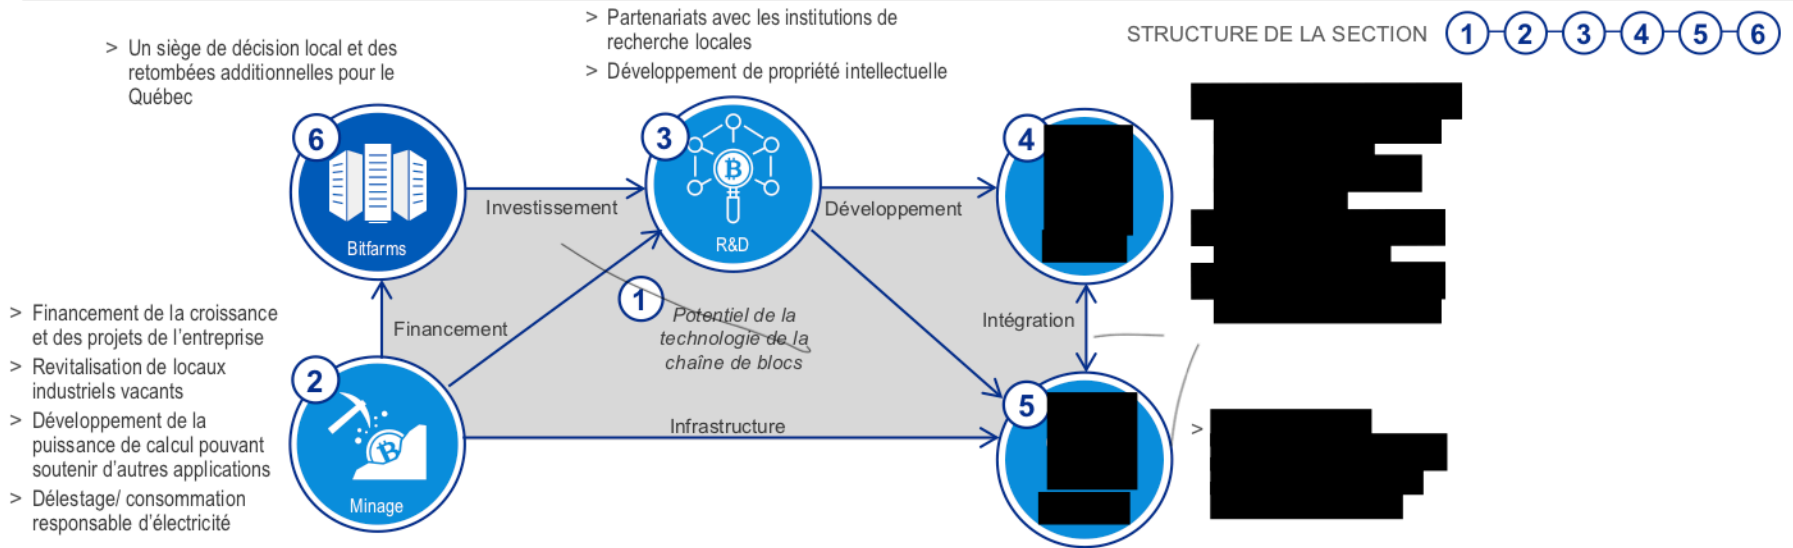 STRUCTURE DE LA SECTION 1 2 3 4 5 6
> Un siège de décision local et des
retombées additionnelles pour le
Québec
> Partenariats avec les institutions de
recherche locales
> Développement de propriété intellectuelle
6
Bitfarms
Investissement
3
R&D
Développement
4
Financement
1
Potentiel de la
technologie de la
chaîne de blocs
Intégration
> Financement de la croissance
et des projets de l'entreprise
> Revitalisation de locaux
industriels vacants
> Développement de la
puissance de calcul pouvant
soutenir d'autres applications
> Délestage/ consommation
responsable d'électricité
2
Minage
Infrastructure
5
>